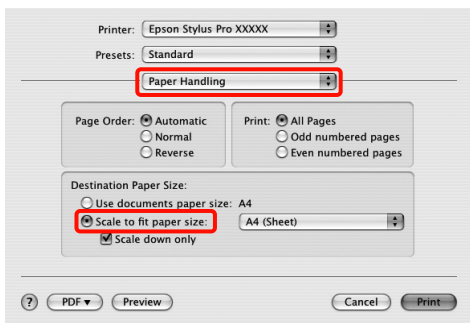 Printer: Epson Stylus Pro XXXXX
Presets: Standard
Paper Handling
Page Order: Automatic Print: All Pages
Normal Odd numbered pages
Reverse Even numbered pages
Destination Paper Size:
Use documents paper size: A4
Scale to fit paper size: A4 (Sheet)
Scale down only
? PDF ▼ Preview Cancel Print